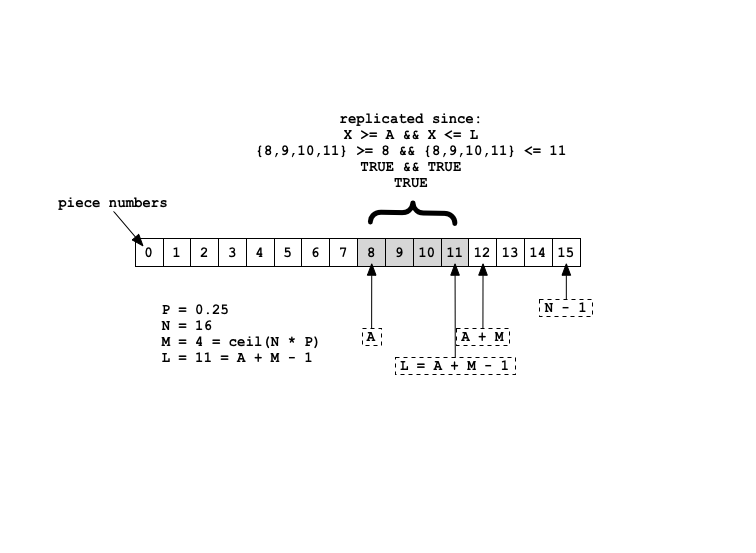 replicated since:
X >= A && X <= L
{8,9,10,11} >= 8 && {8,9,10,11} <= 11
TRUE && TRUE
TRUE
piece numbers
0 1 2 3 4 5 6 7 8 9 10 11 12 13 14 15
P = 0.25
N = 16
M = 4 = ceil(N * P)
L = 11 = A + M - 1
N - 1
A
A + M
L = A + M - 1